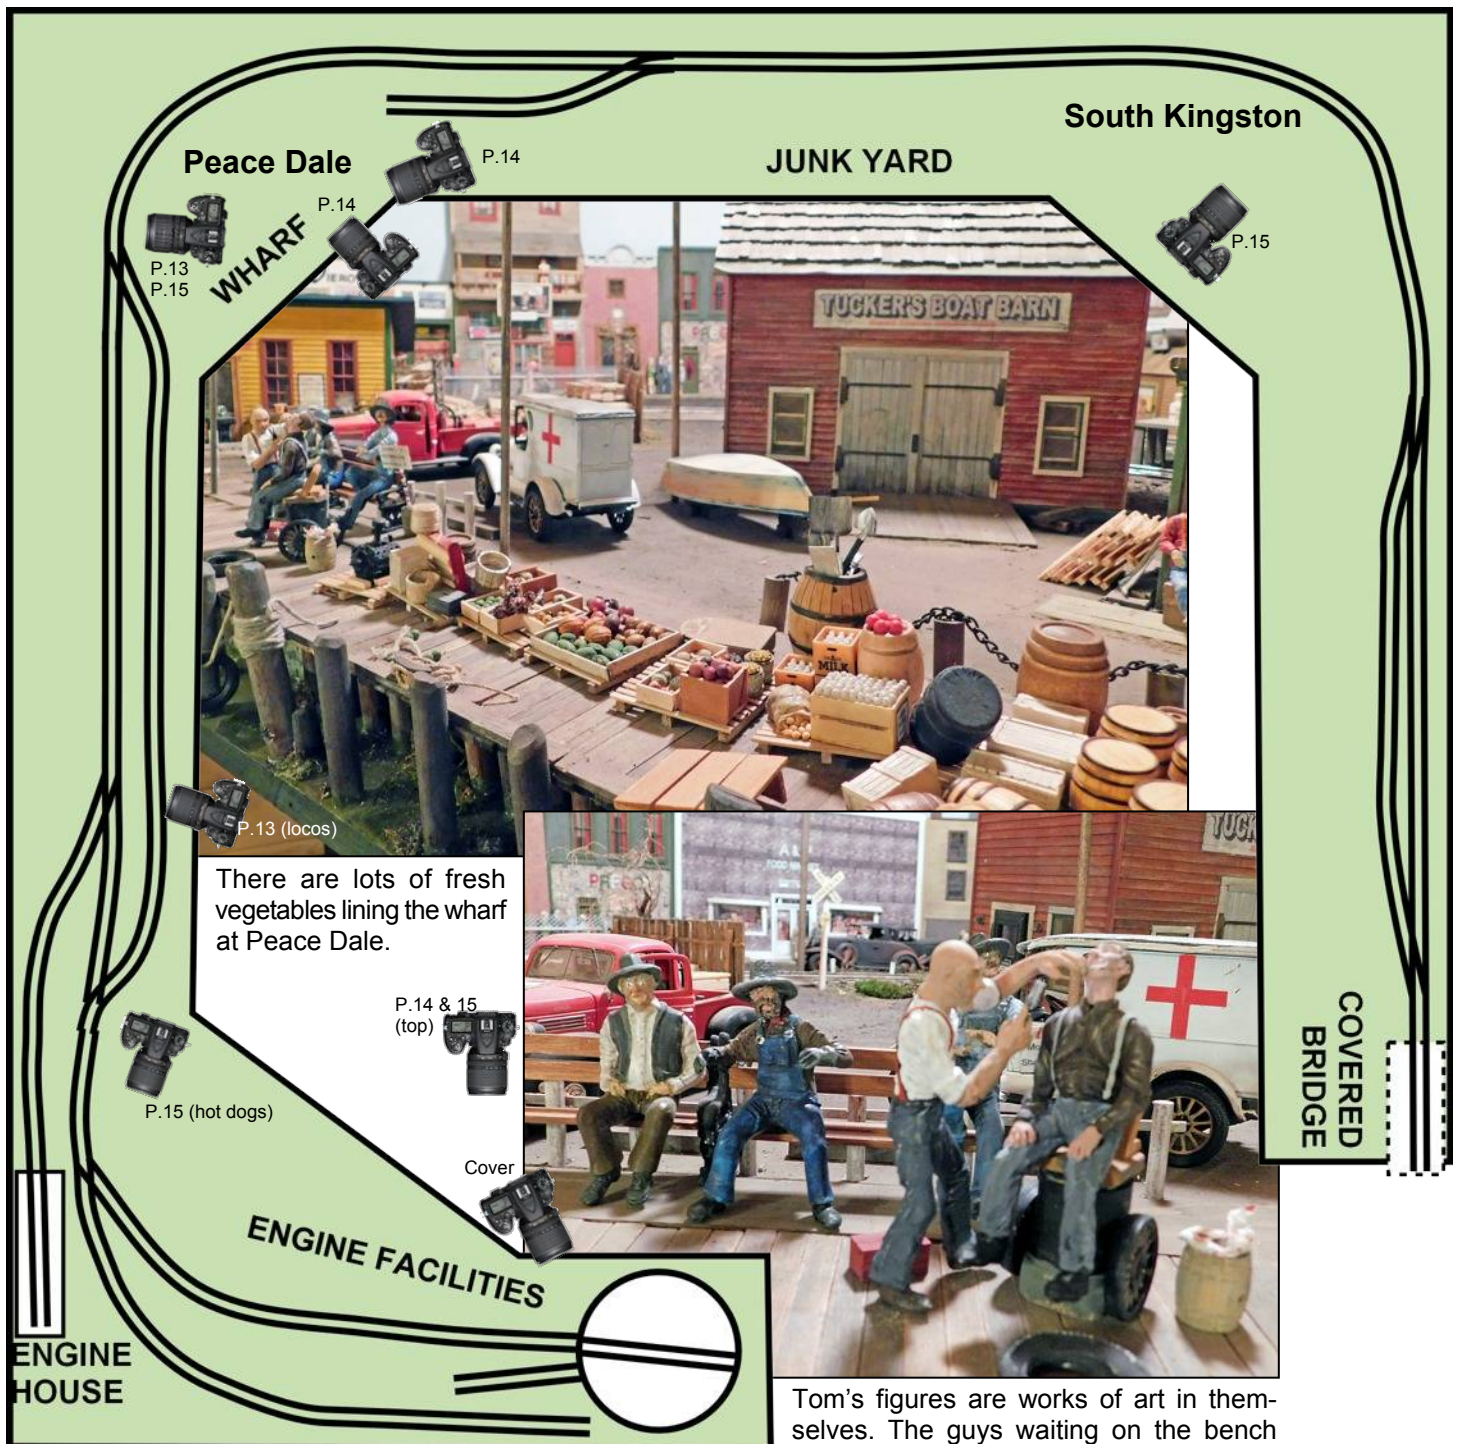 South Kingston
Peace Dale
JUNK YARD
P.14
P.14
WHARF
P.13
P.15
P.15
TUCKER'S BOAT BARN
MILK
P.13 (locos)
There are lots of fresh
vegetables lining the wharf
at Peace Dale.
TUCK
P.14 & 15
(top)
P.15 (hot dogs)
Cover
COVERED
BRIDGE
ENGINE FACILITIES
ENGINE
HOUSE
Tom’s figures are works of art in them-
selves. The guys waiting on the bench